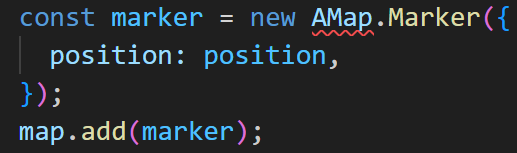 const marker = new AMap.Marker({
  position: position,
});
map.add(marker);